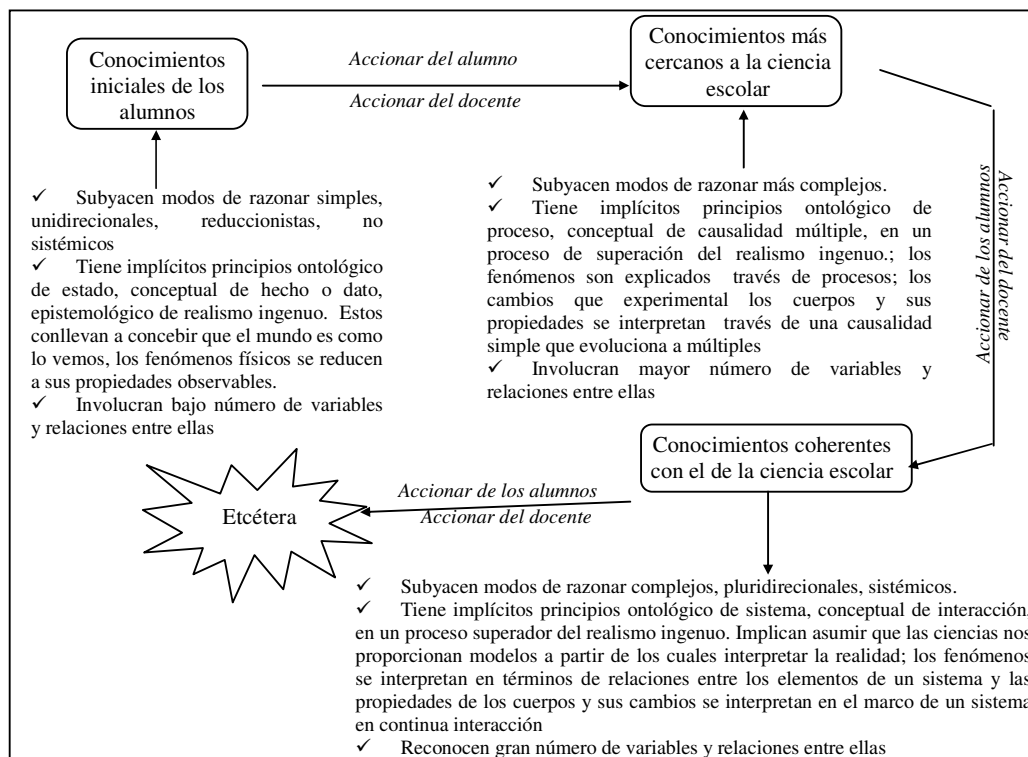 Conocimientos
iniciales de los
alumnos
Accionar del alumno
Accionar del docente
Conocimientos más
cercanos a la ciencia
escolar
✓ Subyacen modos de razonar simples,
unidirecionales, reduccionistas, no
sistémicos
✓ Tiene implícitos principios ontológico
de estado, conceptual de hecho o dato,
epistemológico de realismo ingenuo. Estos
conllevan a concebir que el mundo es como
lo vemos, los fenómenos físicos se reducen
a sus propiedades observables.
✓ Involucran bajo número de variables
y relaciones entre ellas
✓ Subyacen modos de razonar más complejos.
✓ Tiene implícitos principios ontológico de
proceso, conceptual de causalidad múltiple, en un
proceso de superación del realismo ingenuo.; los
fenómenos son explicados través de procesos; los
cambios que experimental los cuerpos y sus
propiedades se interpretan través de una causalidad
simple que evoluciona a múltiples
✓ Involucran mayor número de variables y
relaciones entre ellas
Accionar del docente
Accionar de los alumnos
Conocimientos coherentes
con el de la ciencia escolar
Accionar de los alumnos
Accionar del docente
Etcétera
✓ Subyacen modos de razonar complejos, pluridirecionales, sistémicos.
✓ Tiene implícitos principios ontológico de sistema, conceptual de interacción,
en un proceso superador del realismo ingenuo. Implican asumir que las ciencias nos
proporcionan modelos a partir de los cuales interpretar la realidad; los fenómenos
se interpretan en términos de relaciones entre los elementos de un sistema y las
propiedades de los cuerpos y sus cambios se interpretan en el marco de un sistema
en continua interacción
✓ Reconocen gran número de variables y relaciones entre ellas